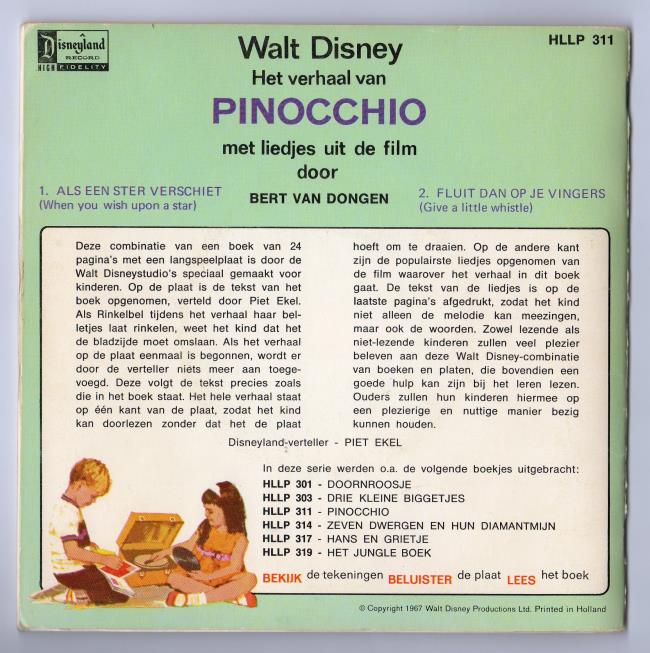 Disneyland
RECORD
HIGH FIDELITY
HLLP 311
Walt Disney
Het verhaal van
PINOCCHIO
met liedjes uit de film
door
BERT VAN DONGEN
1. ALS EEN STER VERSCHIET
(When you wish upon a star)
2. FLUIT DAN OP JE VINGERS
(Give a little whistle)
Deze combinatie van een boek van 24
pagina's met een langspeelplaat is door de
Walt Disneystudio's speciaal gemaakt voor
kinderen. Op de plaat is de tekst van het
boek opgenomen, verteld door Piet Ekel.
Als Rinkelbel tijdens het verhaal haar bel-
letjes laat rinkelen, weet het kind dat het
de bladzijde moet omslaan. Als het verhaal
op de plaat eenmaal is begonnen, wordt er
door de verteller niéts meer aan toege-
voegd. Deze volgt de tekst precies zoals
die in het boek staat. Het hele verhaal staat
op één kant van de plaat, zodat het kind
kan doorlezen zonder dat het de plaat
hoeft om te draaien. Op de andere kant
zijn de populairste liedjes opgenomen van
de film waarover het verhaal in dit boek
gaat. De tekst van de liedjes is op de
laatste pagina's afgedrukt, zodat het kind
niet alleen de melodie kan meezingen,
maar ook de woorden. Zowel lezende als
niet-lezende kinderen zullen veel plezier
beleven aan deze Walt Disney-combinatie
van boeken en platen, die bovendien een
goede hulp kan zijn bij het leren lezen.
Ouders zullen hun kinderen hiermee op
een plezierige en nuttige manier bezig
kunnen houden.
Disneyland-verteller - PIET EKEL
In deze serie werden o.a. de volgende boekjes uitgebracht:
HLLP 301 - DOORNROOSJE
HLLP 303 - DRIE KLEINE BIGGETJES
HLLP 311 - PINOCCHIO
HLLP 314 - ZEVEN DWERGEN EN HUN DIAMANTMIJN
HLLP 317 - HANS EN GRIETJE
HLLP 319 - HET JUNGLE BOEK
BEKIJK de tekeningen BELUISTER de plaat LEES het boek
© Copyright 1967 Walt Disney Productions Ltd. Printed in Holland